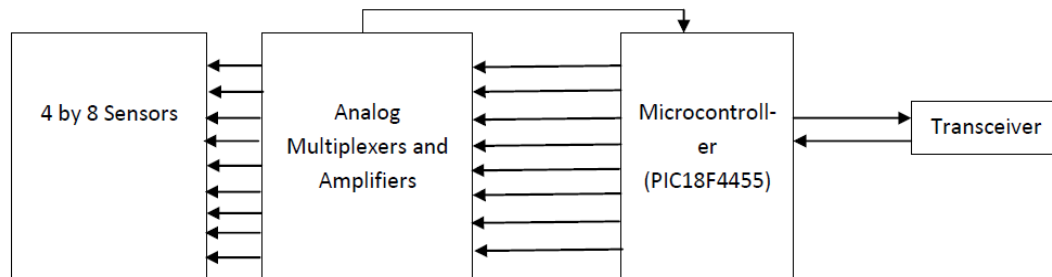 4 by 8 Sensors
Analog
Multiplexers and
Amplifiers
Microcontroll-
er
(PIC18F4455)
Transceiver